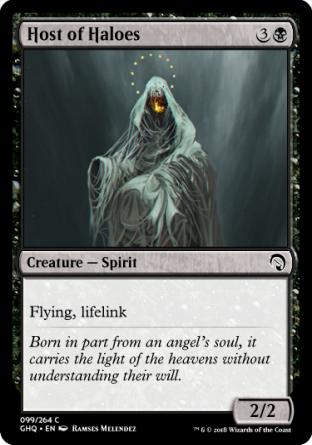 Host of Haloes 3
Creature — Spirit
Flying, lifelink
Born in part from an angel's soul, it
carries the light of the heavens without
understanding their will.
2/2
099/264 C
GHQ • EN Ramses Melendez
™ & © 2018 Wizards of the Coast